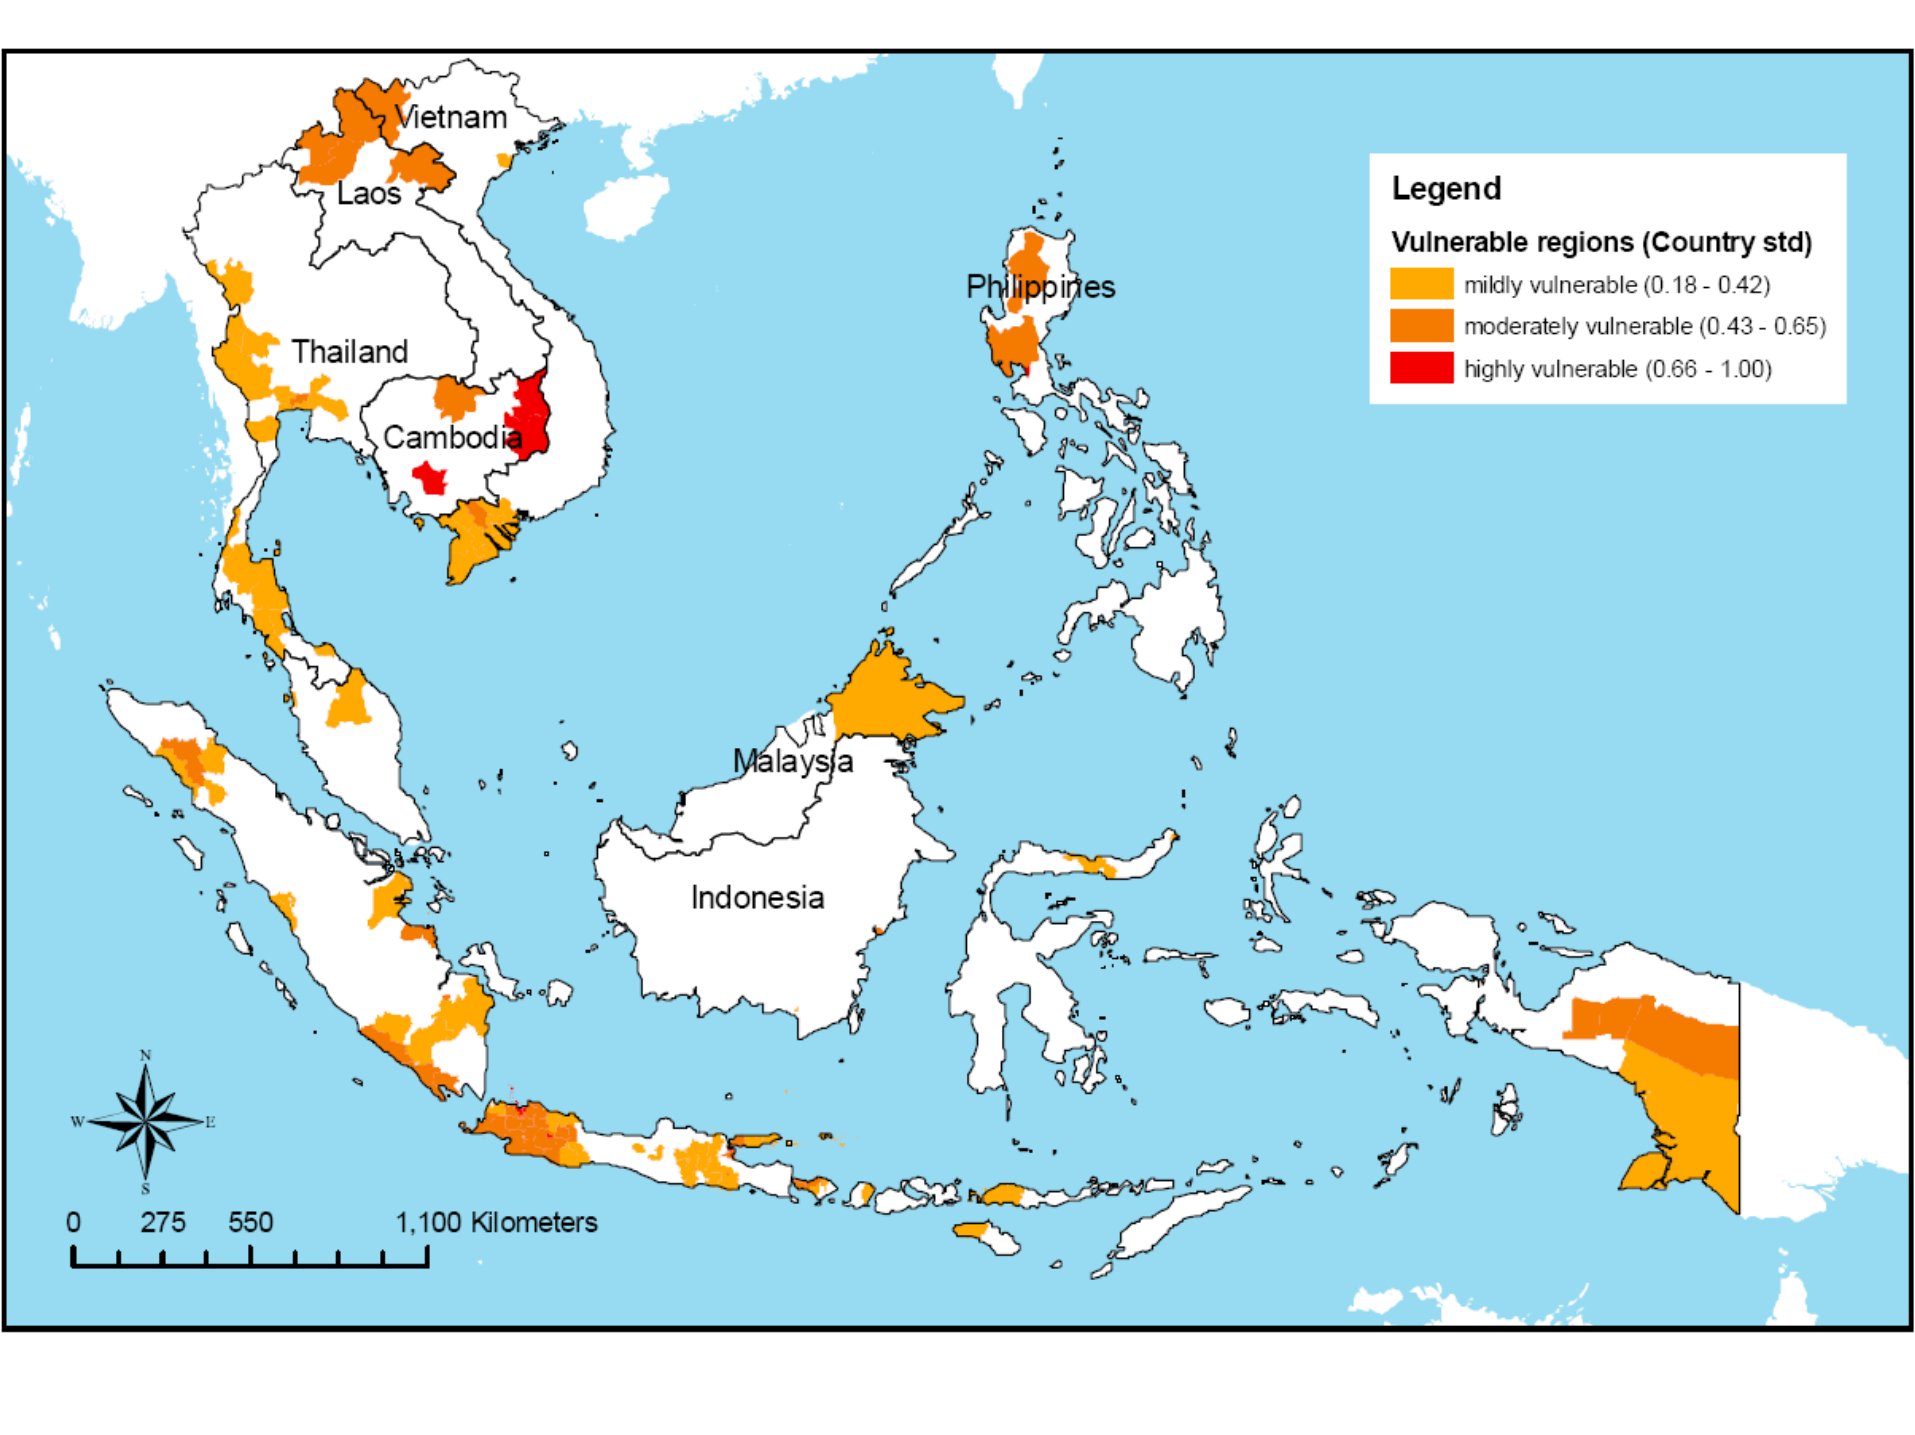 Vietnam
Laos
Thailand
Cambodia
Philippines
Malaysia
Indonesia
Legend
Vulnerable regions (Country std)
mildly vulnerable (0.18 - 0.42)
moderately vulnerable (0.43 - 0.65)
highly vulnerable (0.66 - 1.00)
N
W E
S
0 275 550 1,100 Kilometers